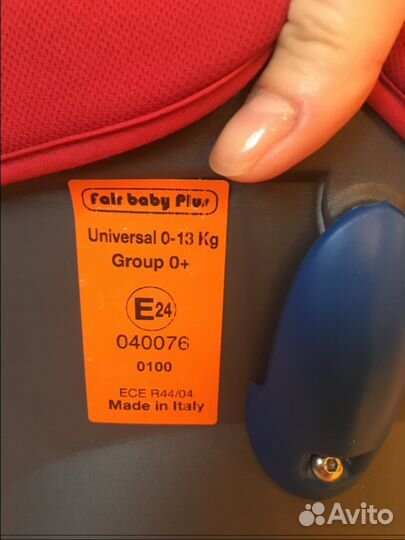 Fair baby Plus
Universal 0-13 Kg
Group 0+
E24
040076
0100
ECE R44/04
Made in Italy
Avito